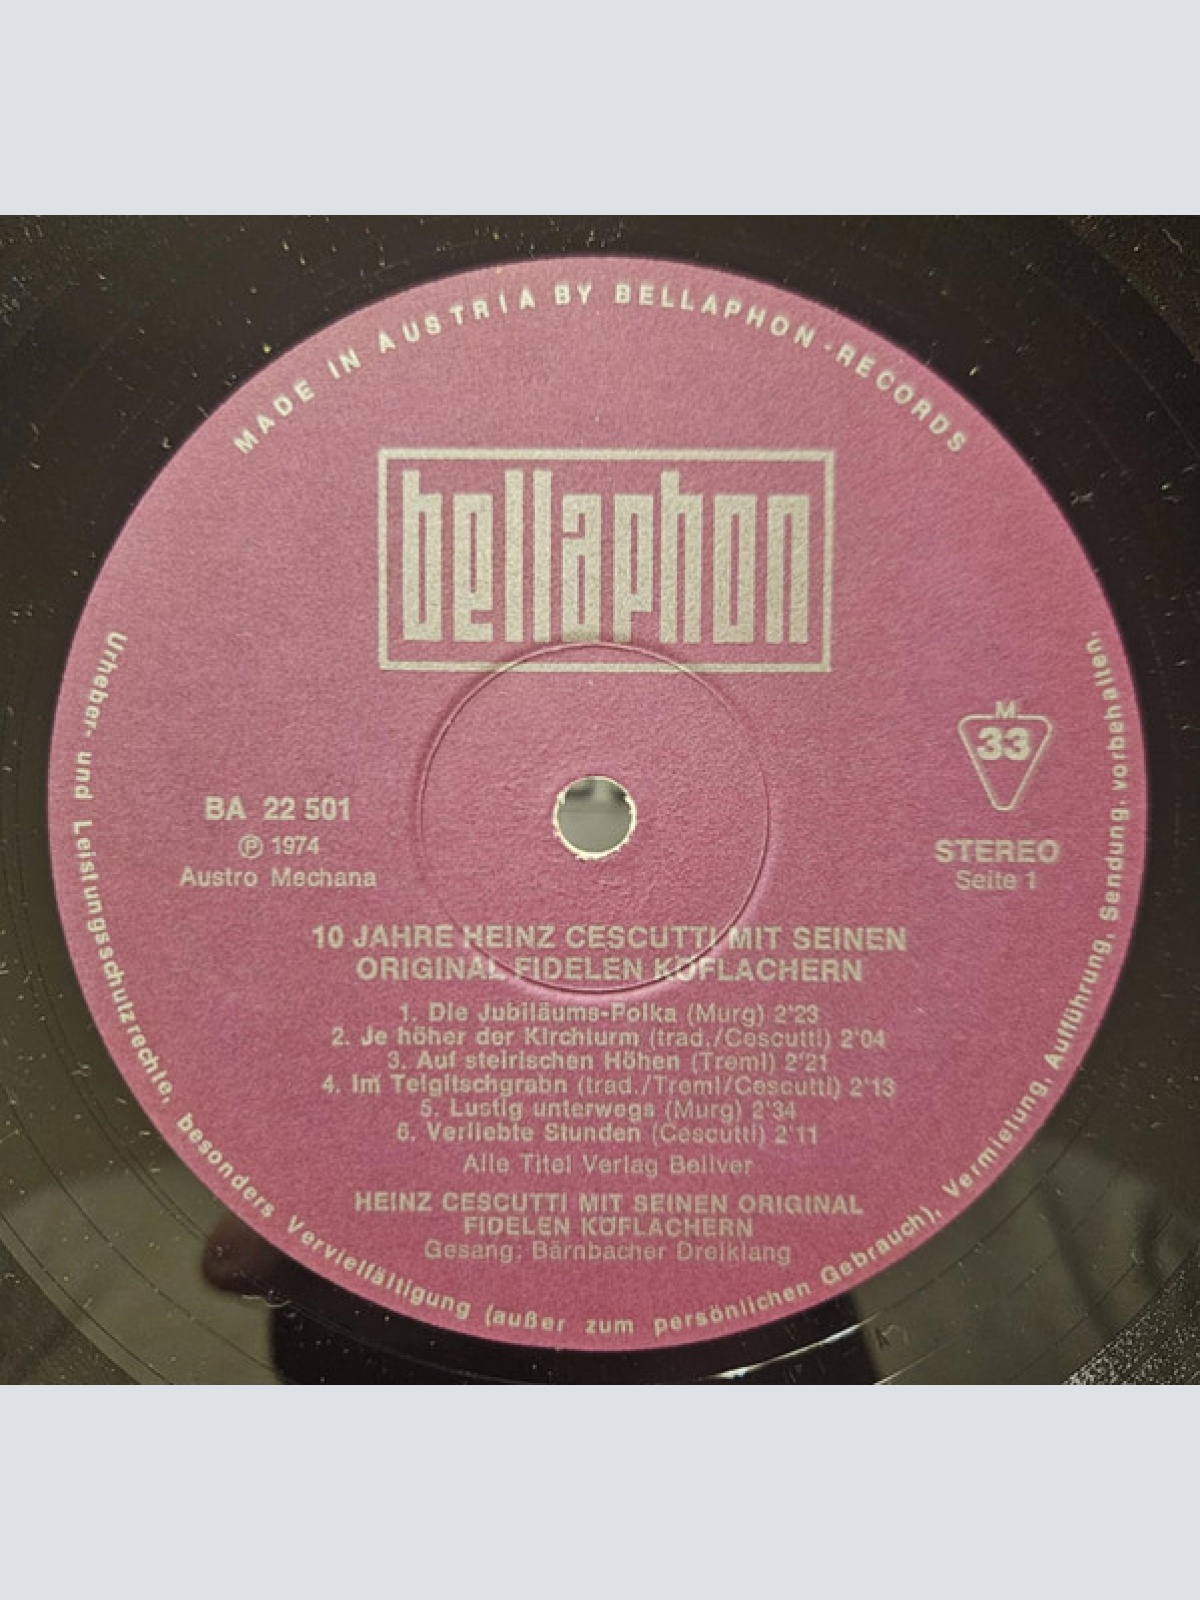 MADE IN AUSTRIA BY BELLAPHON-RECORDS
bellaphon
M
33
BA 22 501
℗ 1974
Austro Mechana
STEREO
Seite 1
10 JAHRE HEINZ CESCUTTI MIT SEINEN
ORIGINAL FIDELEN KÖFLACHERN
1. Die Jubiläums-Polka (Murg) 2'23
2. Je höher der Kirchturm (trad./Cescutti) 2'04
3. Auf steirischen Höhen (Treml) 2'21
4. Im Teigitschgrabn (trad./Treml/Cescutti) 2'13
5. Lustig unterwegs (Murg) 2'34
6. Verliebte Stunden (Cescutti) 2'11
Alle Titel Verlag Bellver
HEINZ CESCUTTI MIT SEINEN ORIGINAL
FIDELEN KÖFLACHERN
Gesang: Bärnbacher Dreiklang
Urheber- und Leistungsschutzrechte, besonders Vervielfältigung (außer zum persönlichen Gebrauch), Vermietung, Aufführung, Sendung, vorbehalten.